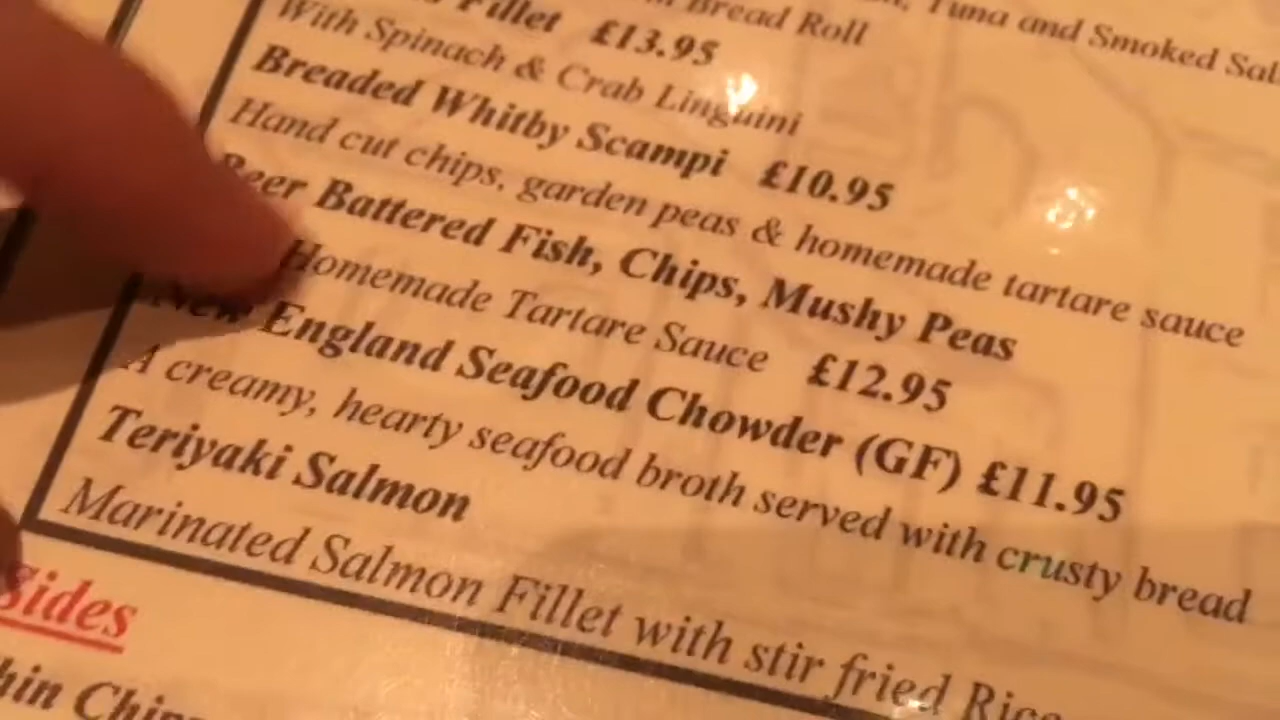 , Tuna and Smoked Sal
Bread Roll
Fillet £13.95
With Spinach & Crab Linguini
Breaded Whitby Scampi £10.95
Hand cut chips, garden peas & homemade tartare sauce
Beer Battered Fish, Chips, Mushy Peas
Homemade Tartare Sauce £12.95
New England Seafood Chowder (GF) £11.95
A creamy, hearty seafood broth served with crusty bread
Teriyaki Salmon
Marinated Salmon Fillet with stir fried Rice
Sides
hin Chips